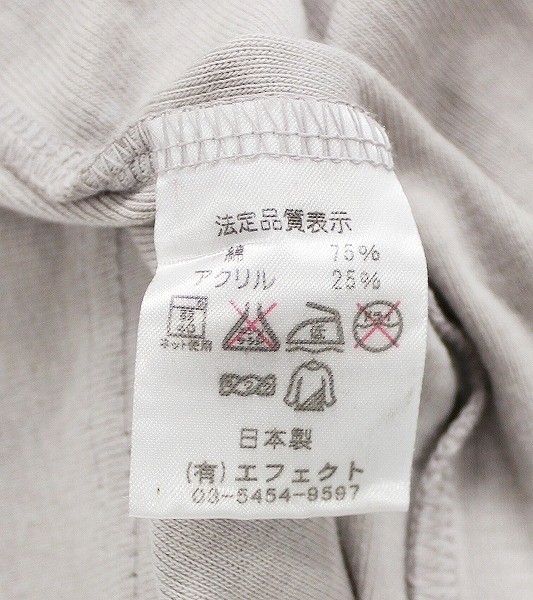 法定品質表示
綿 75%
アクリル 25%
ネット使用
日本製
(有)エフェクト
03-5454-9597